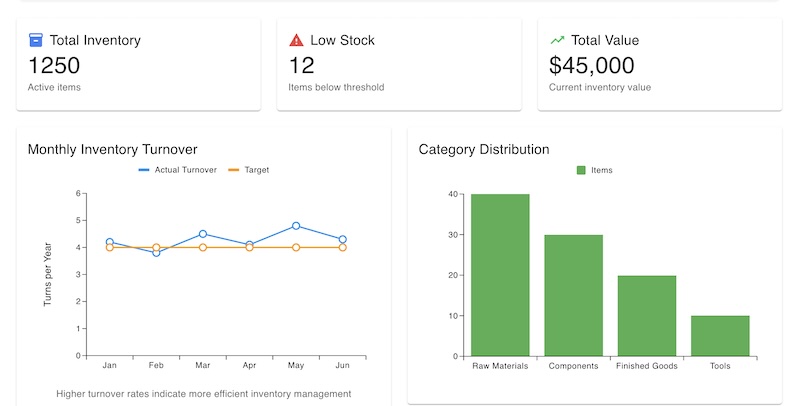 Total Inventory
1250
Active items
Low Stock
12
Items below threshold
Total Value
$45,000
Current inventory value
Monthly Inventory Turnover
Actual Turnover Target
Turns per Year
6
5
4
3
2
1
0
Jan Feb Mar Apr May Jun
Higher turnover rates indicate more efficient inventory management
Category Distribution
Items
40
30
20
10
0
Raw Materials Components Finished Goods Tools